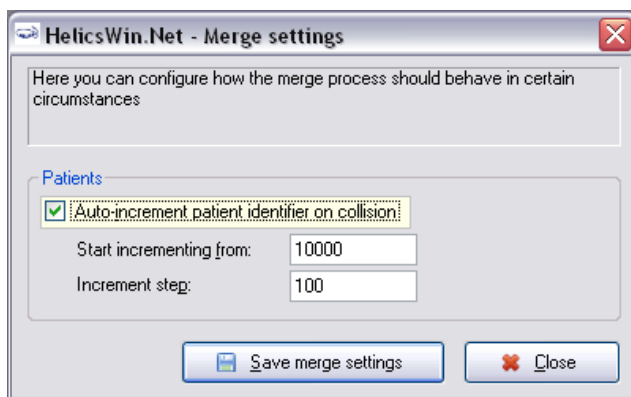 HelicsWin.Net - Merge settings
Here you can configure how the merge process should behave in certain
circumstances
Patients
Auto-increment patient identifier on collision
Start incrementing from: 10000
Increment step: 100
Save merge settings Close